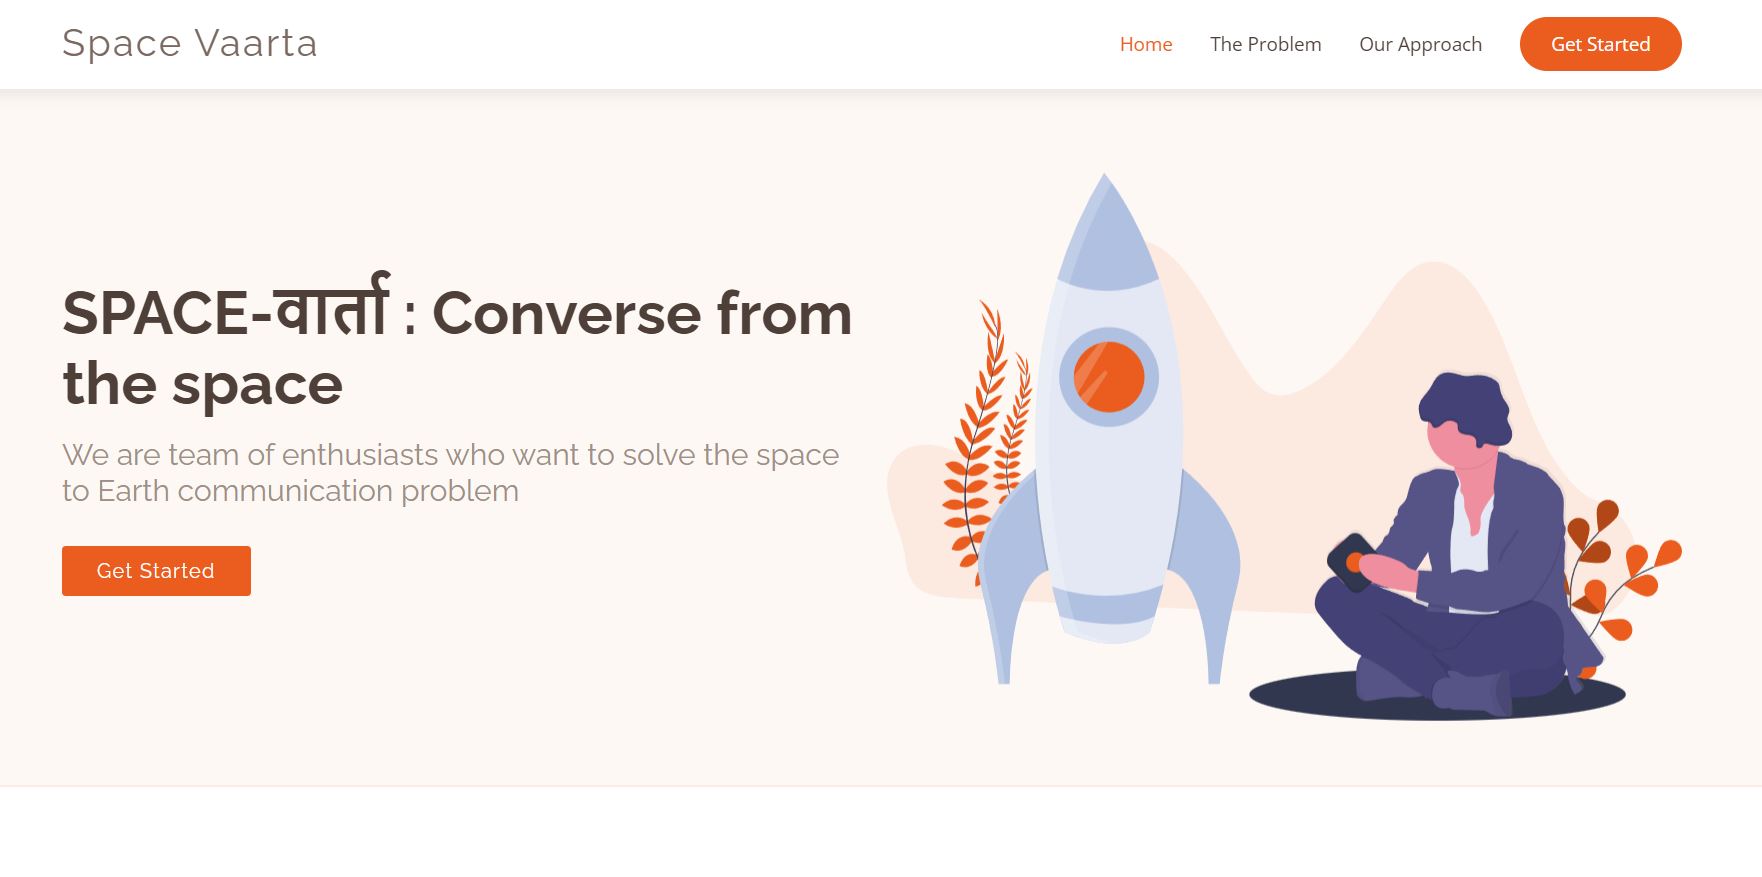 Space Vaarta
Home The Problem Our Approach Get Started
SPACE-वार्ता : Converse from
the space
We are team of enthusiasts who want to solve the space
to Earth communication problem
Get Started